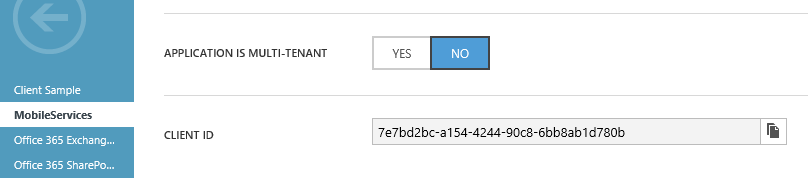 APPLICATION IS MULTI-TENANT
YES
NO
Client Sample
MobileServices
Office 365 Exchang...
Office 365 SharePo...
CLIENT ID
7e7bd2bc-a154-4244-90c8-6bb8ab1d780b